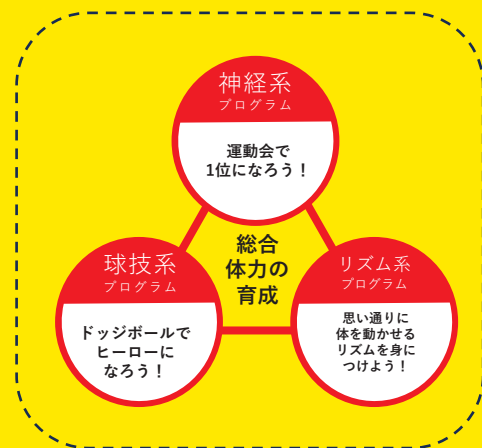 神経系
プログラム
運動会で
1位になろう！
総合
体力の
育成
球技系
プログラム
ドッジボールで
ヒーローに
なろう！
リズム系
プログラム
思い通りに
体を動かせる
リズムを身に
つけよう！